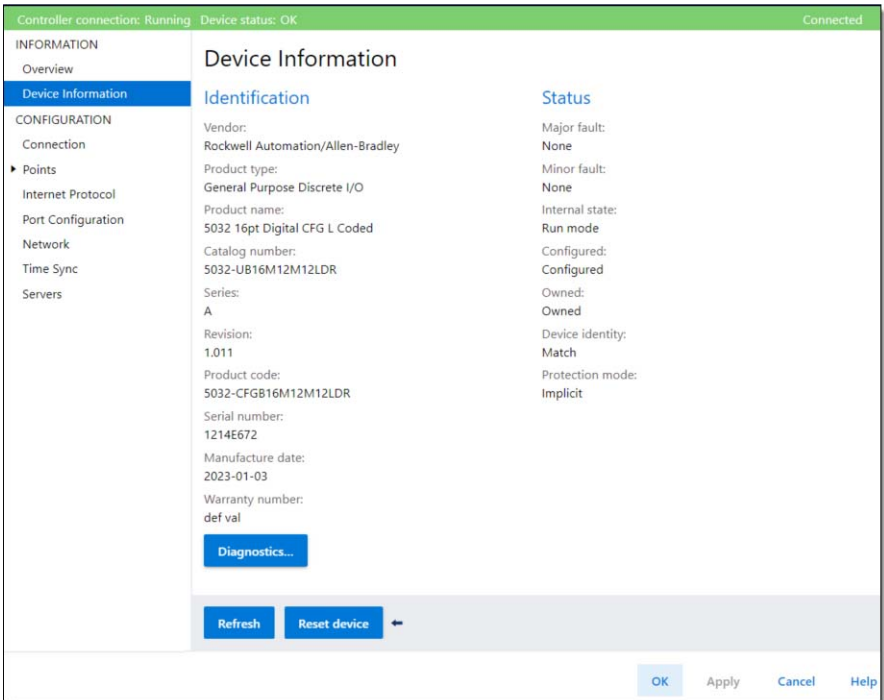 Controller connection: Running Device status: OK Connected
INFORMATION
Overview
Device Information
CONFIGURATION
Connection
Points
Internet Protocol
Port Configuration
Network
Time Sync
Servers
Device Information
Identification
Vendor:
Rockwell Automation/Allen-Bradley
Product type:
General Purpose Discrete I/O
Product name:
5032 16pt Digital CFG L Coded
Catalog number:
5032-UB16M12M12LDR
Series:
A
Revision:
1.011
Product code:
5032-CFGB16M12M12LDR
Serial number:
1214E672
Manufacture date:
2023-01-03
Warranty number:
def val
Diagnostics...
Status
Major fault:
None
Minor fault:
None
Internal state:
Run mode
Configured:
Configured
Owned:
Owned
Device identity:
Match
Protection mode:
Implicit
Refresh Reset device
OK Apply Cancel Help